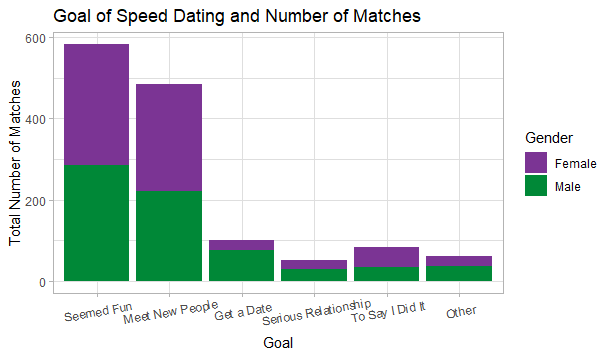 Goal of Speed Dating and Number of Matches
Total Number of Matches
600
400
200
0
Seemed Fun
Meet New People
Get a Date
Serious Relationship
To Say I Did It
Other
Goal
Gender
Female
Male